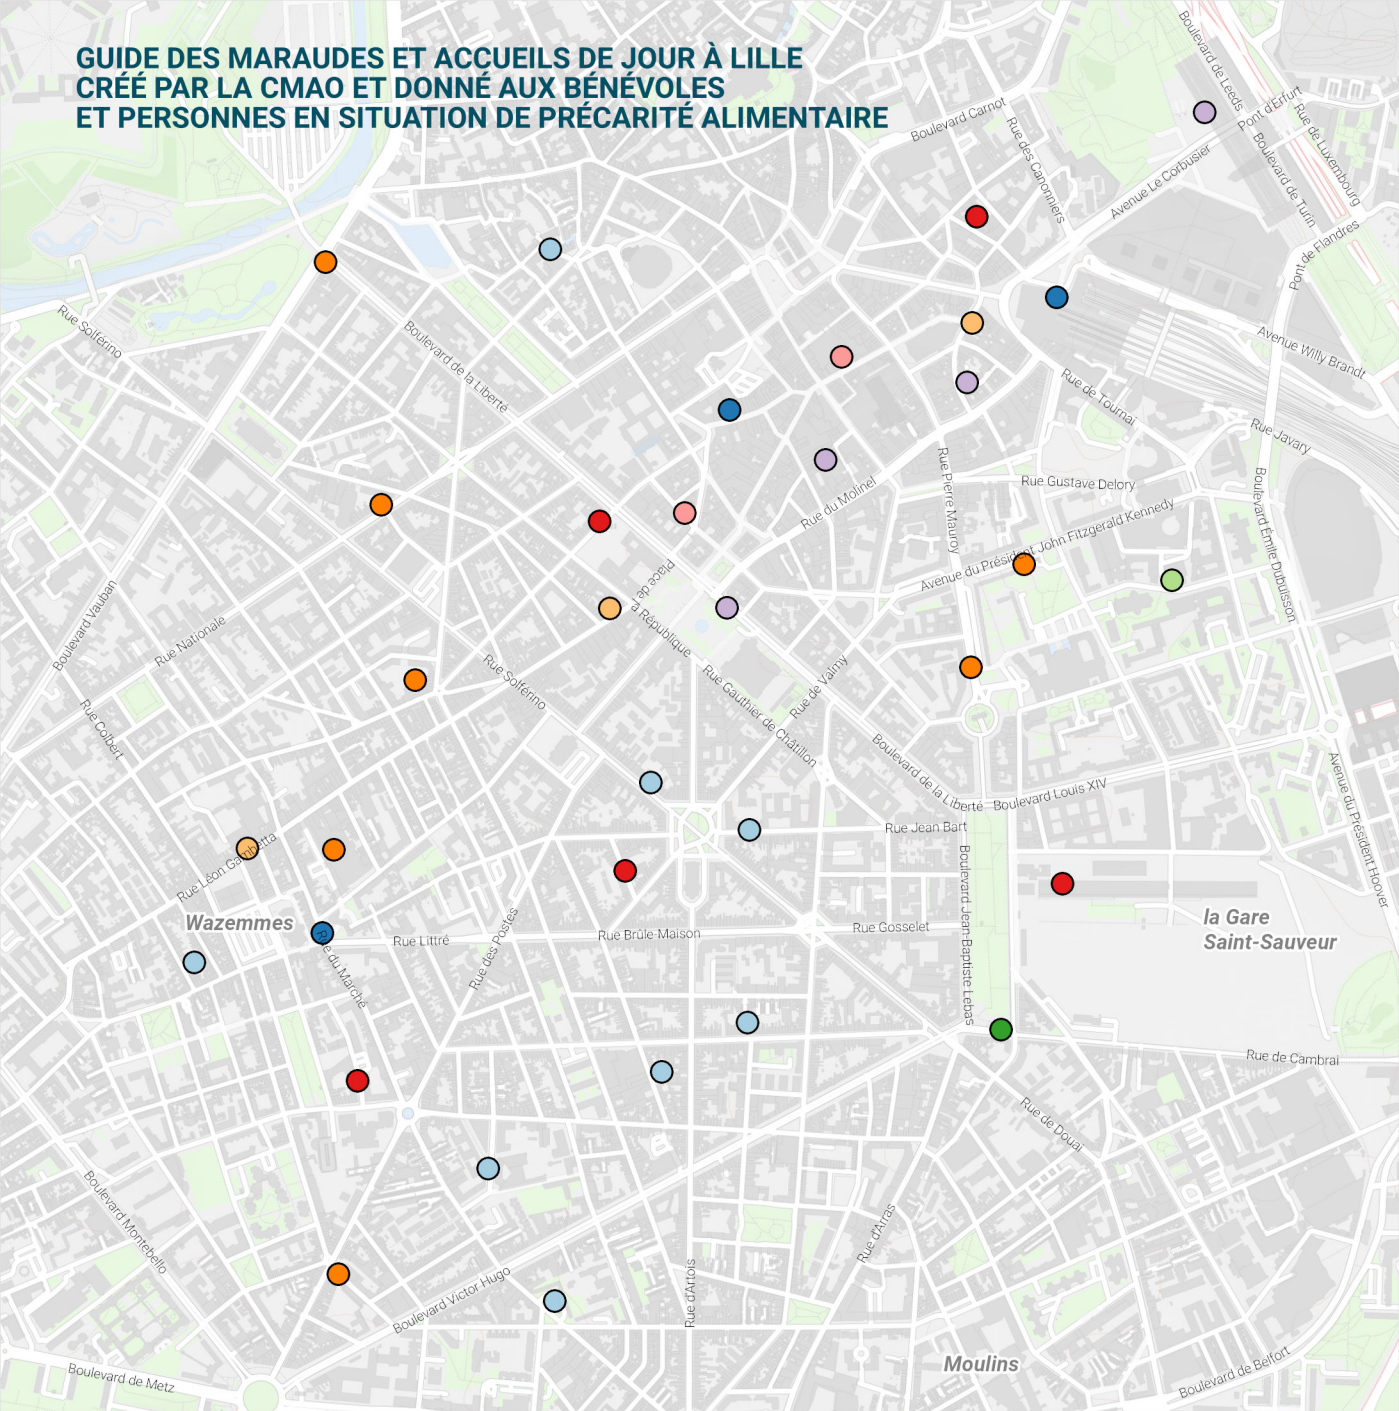 GUIDE DES MARAUDES ET ACCUEILS DE JOUR À LILLE
CRÉÉ PAR LA CMAO ET DONNÉ AUX BÉNÉVOLES
ET PERSONNES EN SITUATION DE PRÉCARITÉ ALIMENTAIRE
Boulevard de Leeds
Pont d'Erfurt
Rue de Luxembourg
Boulevard Carnot
Rue des Canonniers
Avenue Le Corbusier
Boulevard de Turin
Pont de Flandres
Rue Solférino
Boulevard de la Liberté
Avenue Willy Brandt
Rue de Tournai
Rue Javary
Rue du Molinel
Rue Pierre Mauroy
Rue Gustave Delory
Boulevard Émile Dubuisson
Avenue du Président John Fitzgerald Kennedy
Place de l
a République
Boulevard Vauban
Rue Nationale
Rue Solférino
Rue Gauthier de Châtillon
Rue de Valmy
Rue Colbert
Boulevard de la Liberté
Boulevard Louis XIV
Avenue du Président Hoover
Rue Jean Bart
Rue Léon Gambetta
Boulevard Jean-Baptiste Lebas
Wazemmes
la Gare
Saint-Sauveur
Rue Littré
Rue des Postes
Rue Brûle-Maison
Rue Gosselet
Rue du Marché
Rue de Cambrai
Rue de Douai
Boulevard Montebello
Rue d'Arras
Boulevard Victor Hugo
Rue d'Artois
Moulins
Boulevard de Metz
Boulevard de Belfort